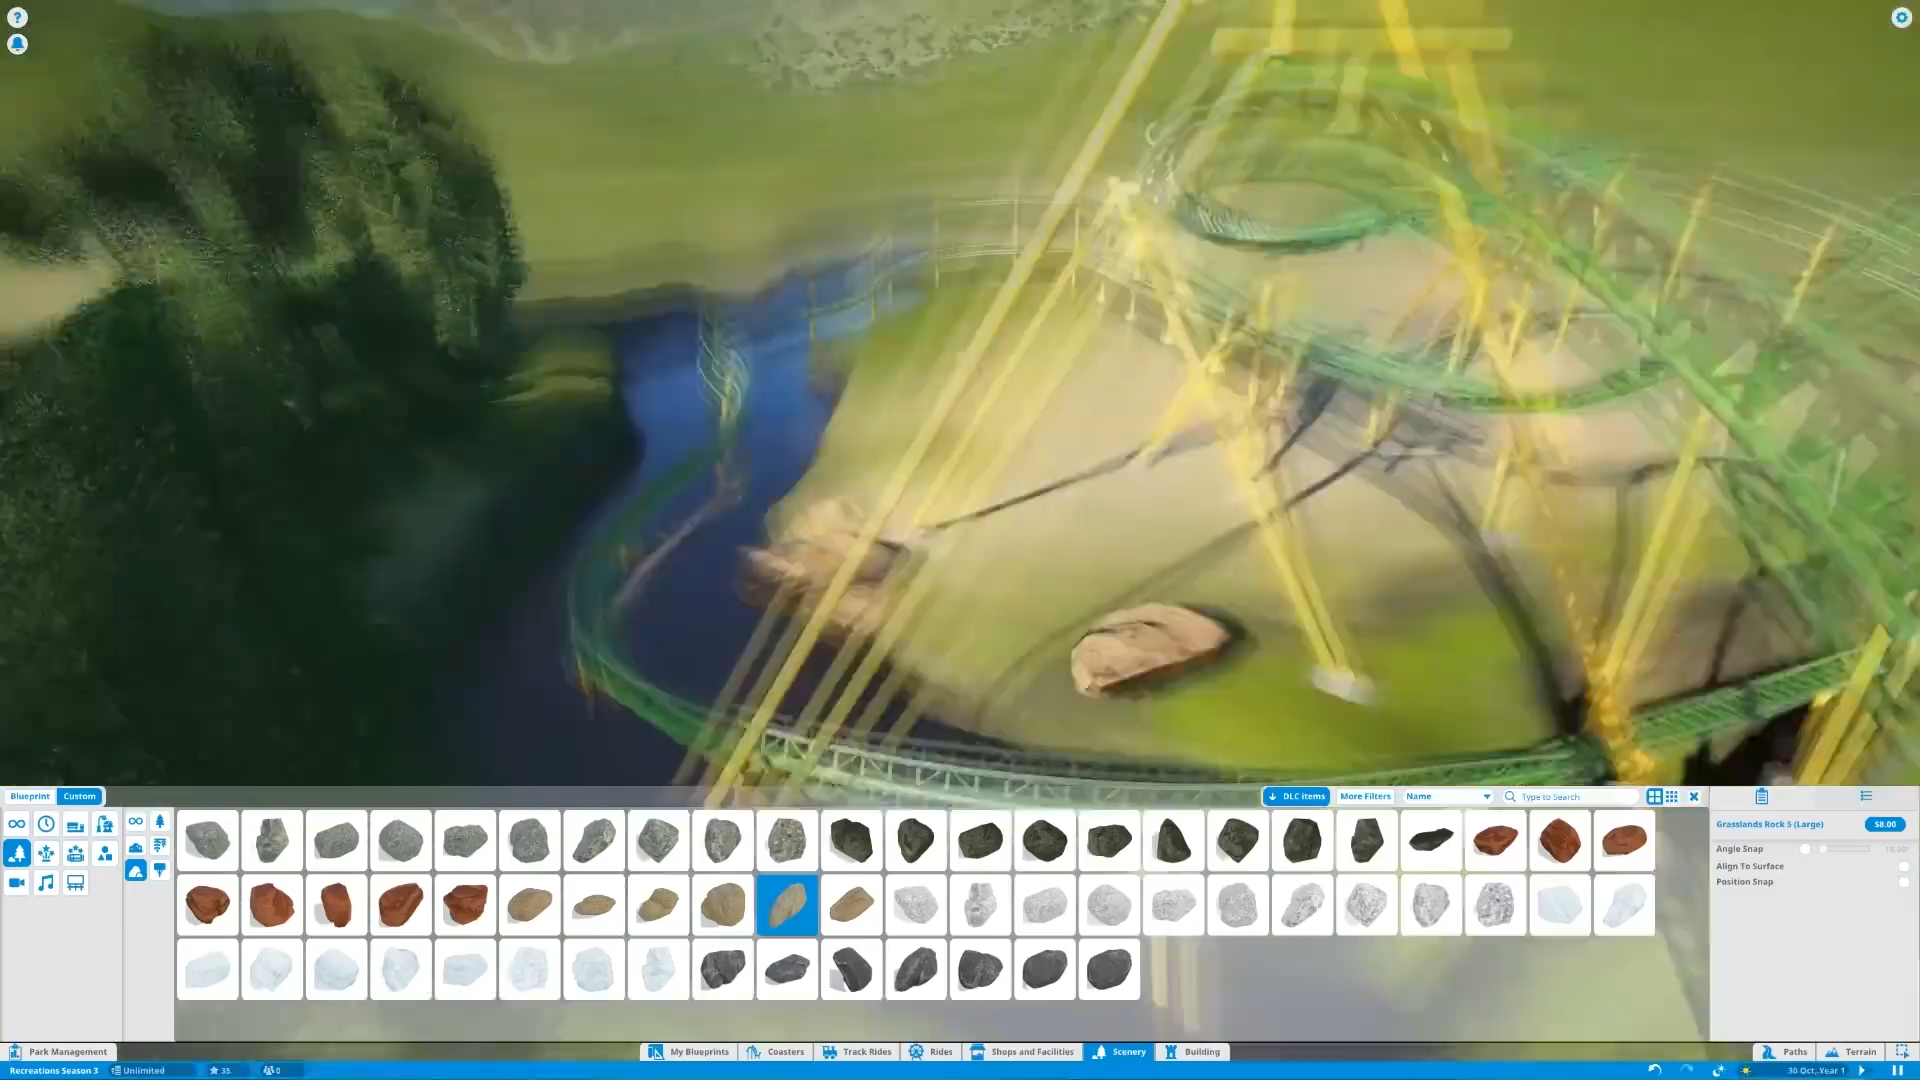 ?
Blueprint Custom
DLC items More Filters Name Type to Search
Grasslands Rock 5 (Large) $8.00
Angle Snap
Align To Surface
Position Snap
Park Management My Blueprints Coasters Track Rides Rides Shops and Facilities Scenery Building Paths Terrain
Recreations Season 3 Unlimited 35 0 30 Oct, Year 1